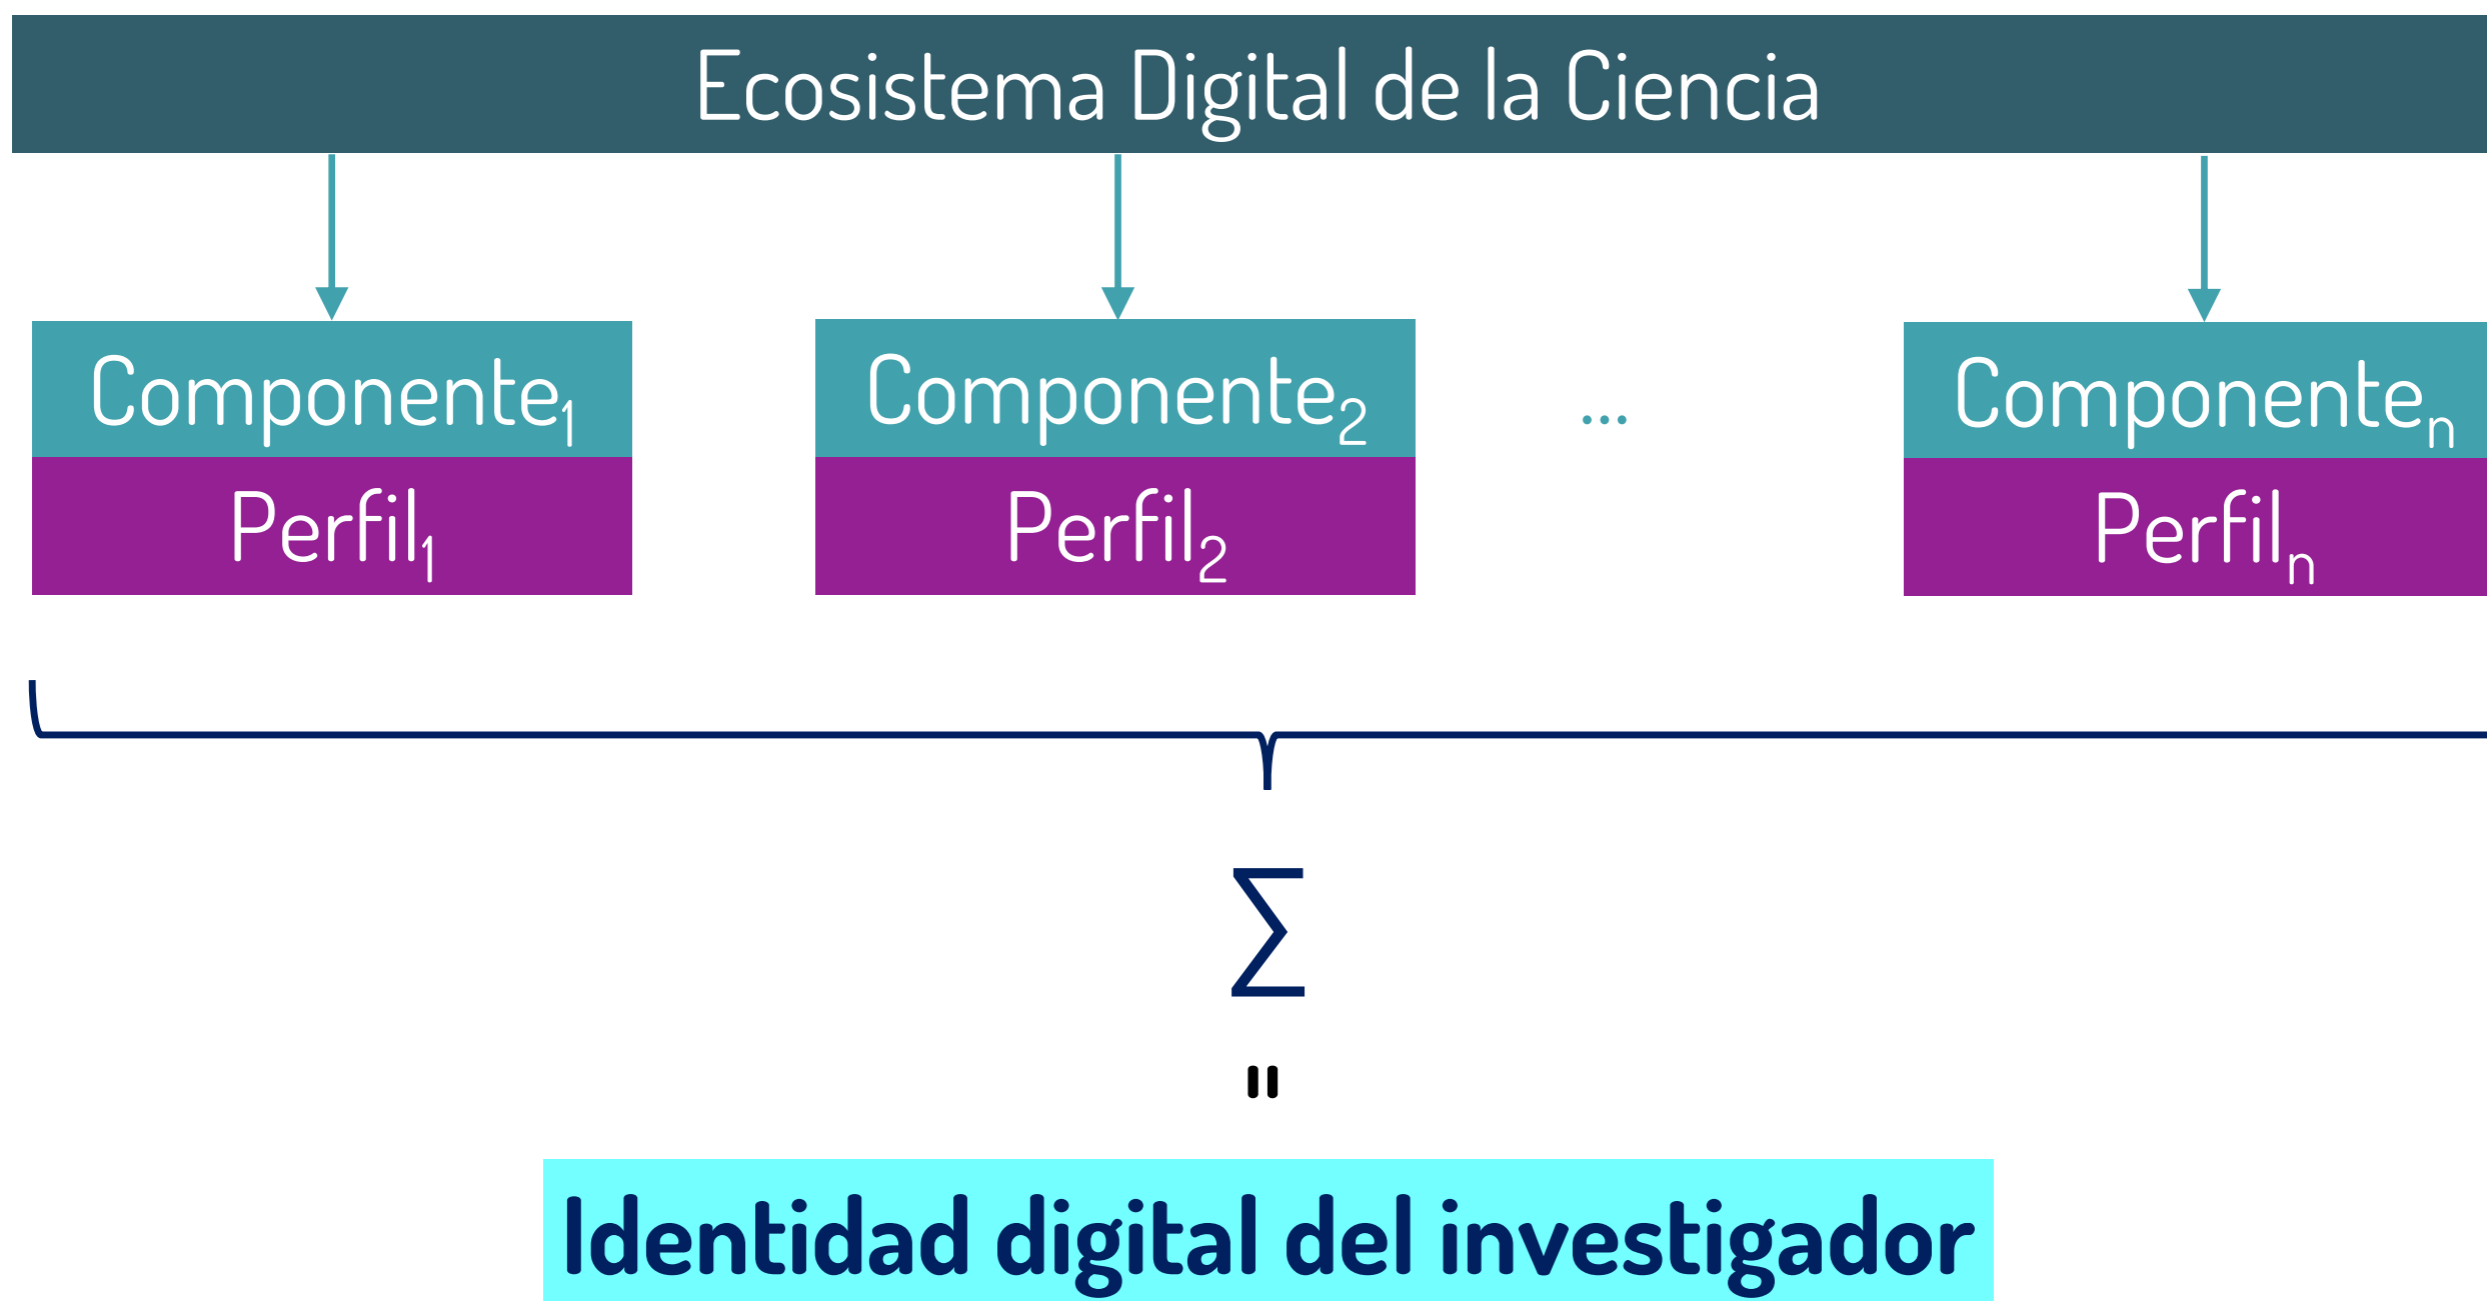 Ecosistema Digital de la Ciencia
Componente₁
Componente₂
...
Componenteₙ
Perfil₁
Perfil₂
Perfilₙ
Σ
"
Identidad digital del investigador